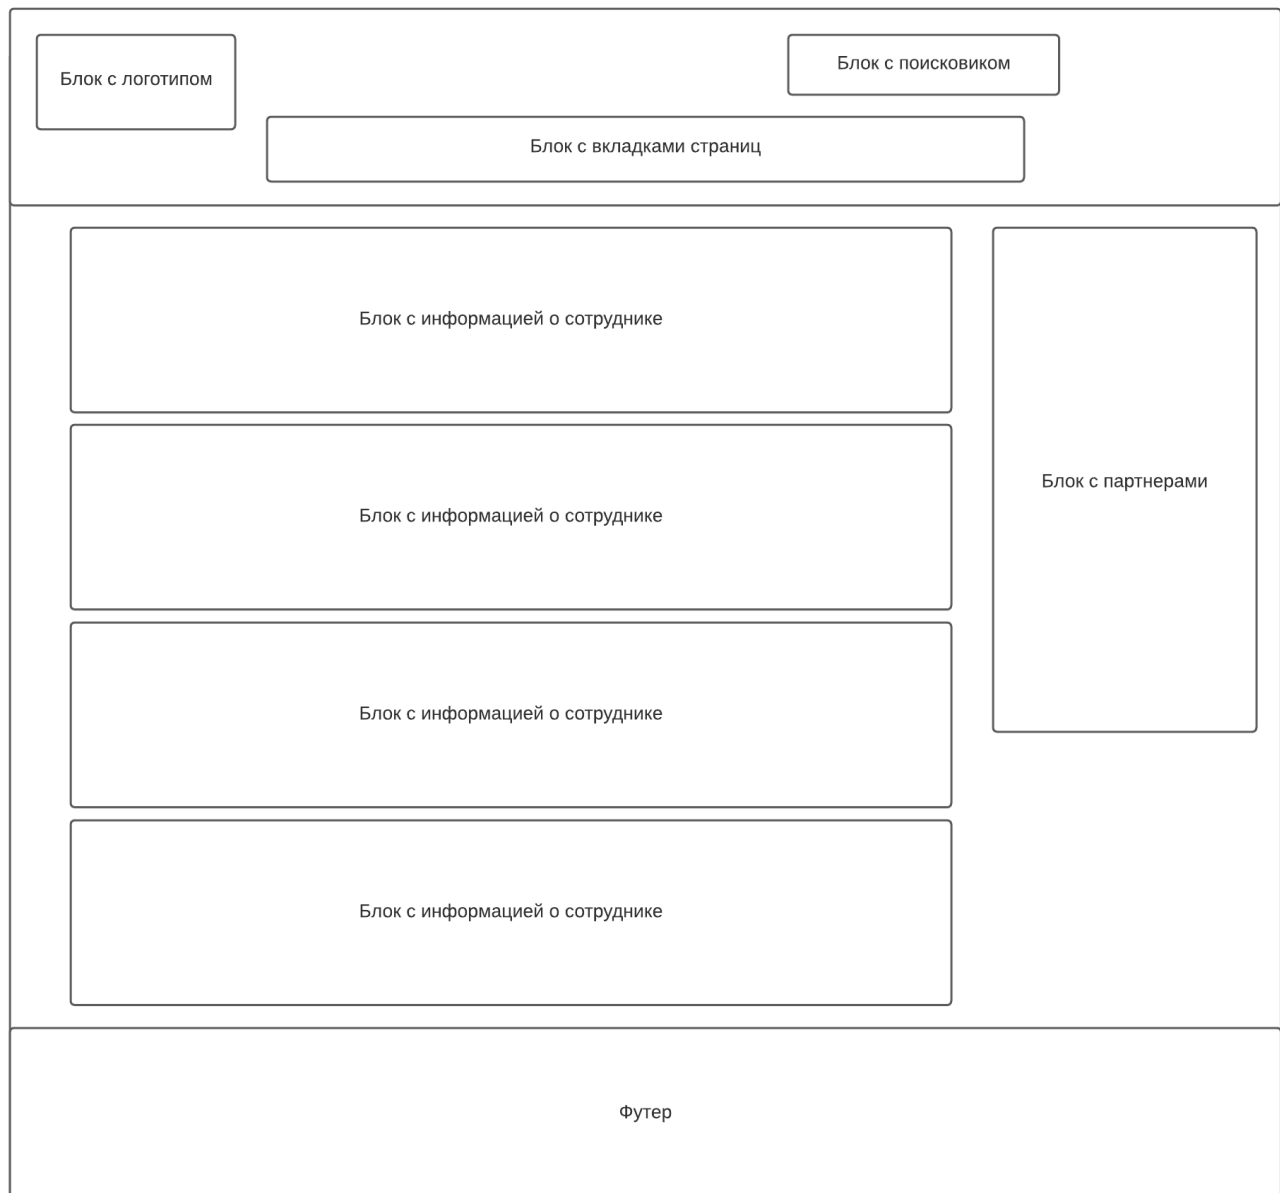 Блок с логотипом
Блок с поисковиком
Блок с вкладками страниц
Блок с информацией о сотруднике
Блок с партнерами
Блок с информацией о сотруднике
Блок с информацией о сотруднике
Блок с информацией о сотруднике
Футер